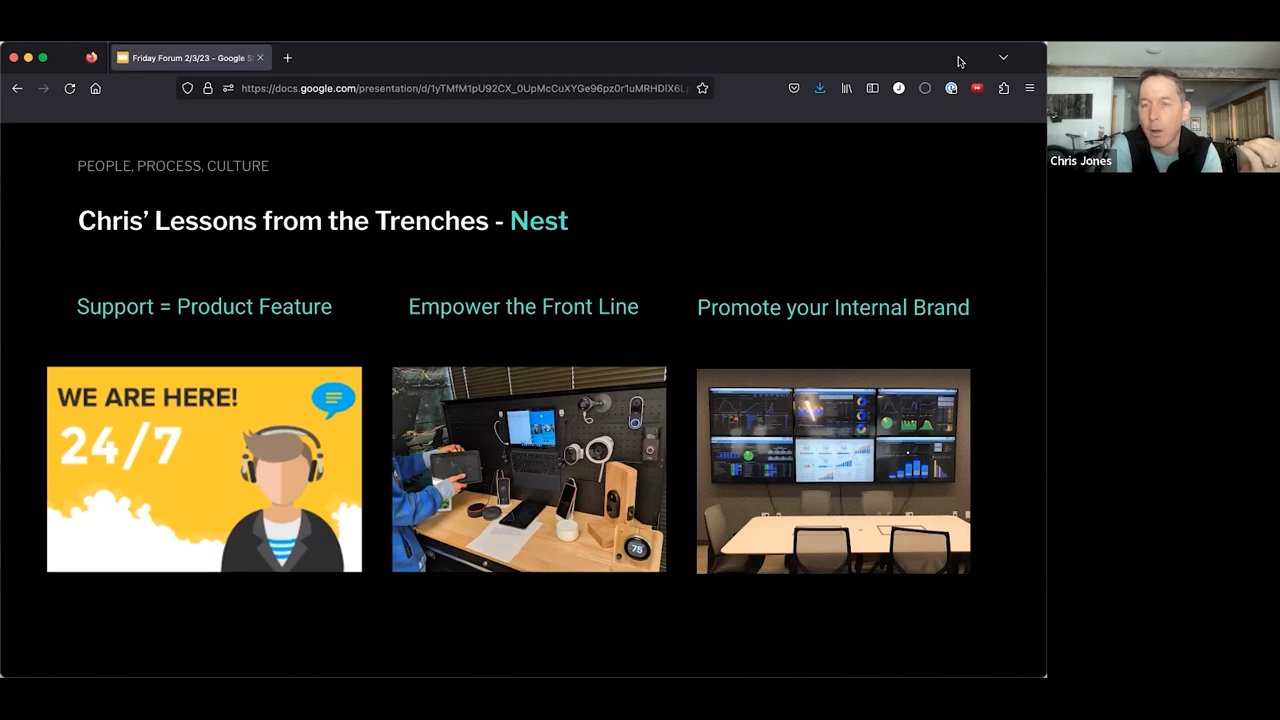 Friday Forum 2/3/23 - Google S
https://docs.google.com/presentation/d/1yTMfM1pU92CX_0UpMcCuXYGe96pz0r1uMRHDlX6L
PEOPLE, PROCESS, CULTURE
Chris’ Lessons from the Trenches - Nest
Support = Product Feature
Empower the Front Line
Promote your Internal Brand
WE ARE HERE!
24/7
75
Chris Jones